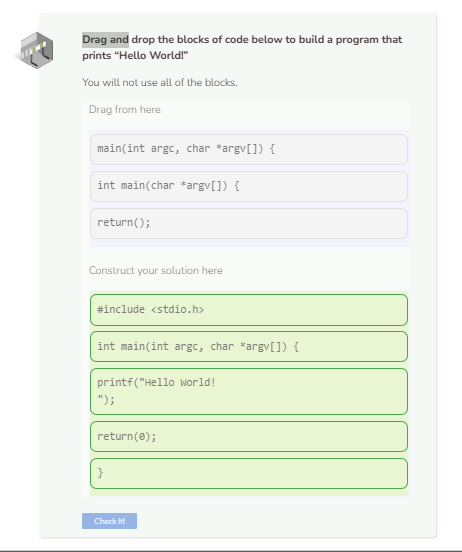 Drag and drop the blocks of code below to build a program that
prints “Hello World!”
You will not use all of the blocks.
Drag from here
main(int argc, char *argv[]) {
int main(char *argv[]) {
return();
Construct your solution here
#include <stdio.h>
int main(int argc, char *argv[]) {
printf("Hello World!
");
return(0);
}
Check It!